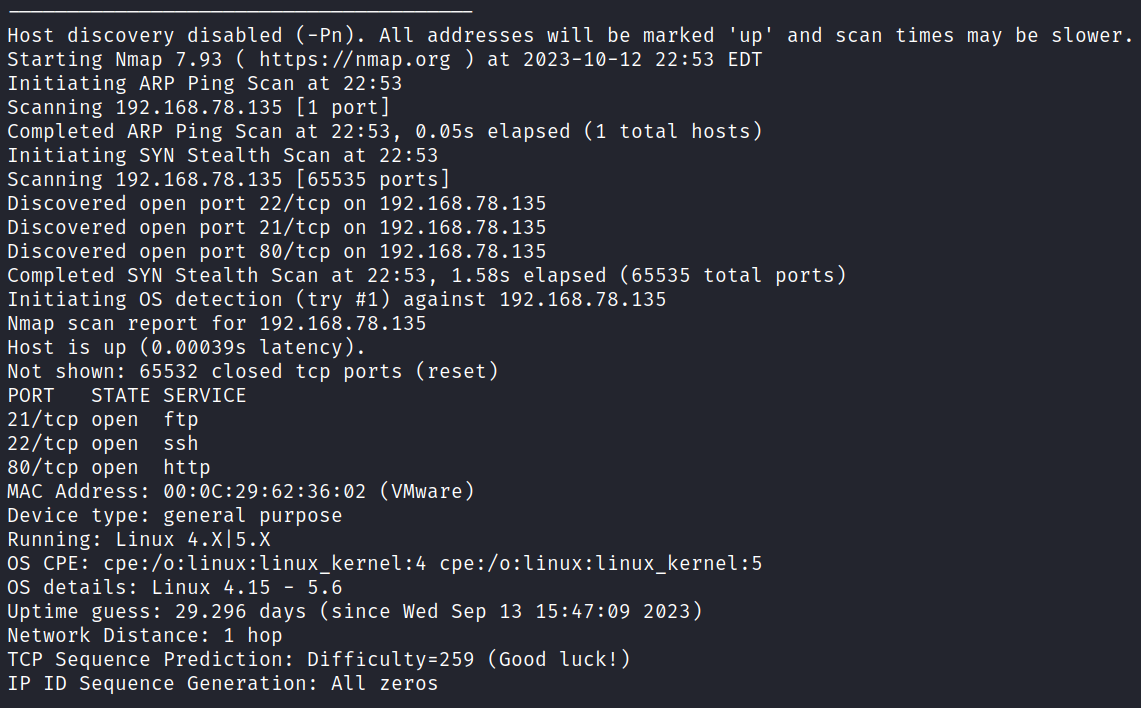 Host discovery disabled (-Pn). All addresses will be marked 'up' and scan times may be slower.
Starting Nmap 7.93 ( https://nmap.org ) at 2023-10-12 22:53 EDT
Initiating ARP Ping Scan at 22:53
Scanning 192.168.78.135 [1 port]
Completed ARP Ping Scan at 22:53, 0.05s elapsed (1 total hosts)
Initiating SYN Stealth Scan at 22:53
Scanning 192.168.78.135 [65535 ports]
Discovered open port 22/tcp on 192.168.78.135
Discovered open port 21/tcp on 192.168.78.135
Discovered open port 80/tcp on 192.168.78.135
Completed SYN Stealth Scan at 22:53, 1.58s elapsed (65535 total ports)
Initiating OS detection (try #1) against 192.168.78.135
Nmap scan report for 192.168.78.135
Host is up (0.00039s latency).
Not shown: 65532 closed tcp ports (reset)
PORT   STATE SERVICE
21/tcp open  ftp
22/tcp open  ssh
80/tcp open  http
MAC Address: 00:0C:29:62:36:02 (VMware)
Device type: general purpose
Running: Linux 4.X|5.X
OS CPE: cpe:/o:linux:linux_kernel:4 cpe:/o:linux:linux_kernel:5
OS details: Linux 4.15 - 5.6
Uptime guess: 29.296 days (since Wed Sep 13 15:47:09 2023)
Network Distance: 1 hop
TCP Sequence Prediction: Difficulty=259 (Good luck!)
IP ID Sequence Generation: All zeros